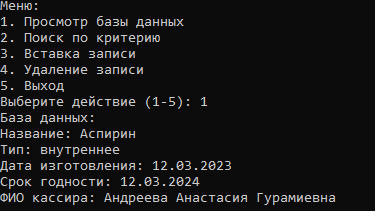 Меню:
1. Просмотр базы данных
2. Поиск по критерию
3. Вставка записи
4. Удаление записи
5. Выход
Выберите действие (1-5): 1
База данных:
Название: Аспирин
Тип: внутреннее
Дата изготовления: 12.03.2023
Срок годности: 12.03.2024
ФИО кассира: Андреева Анастасия Гурамиевна